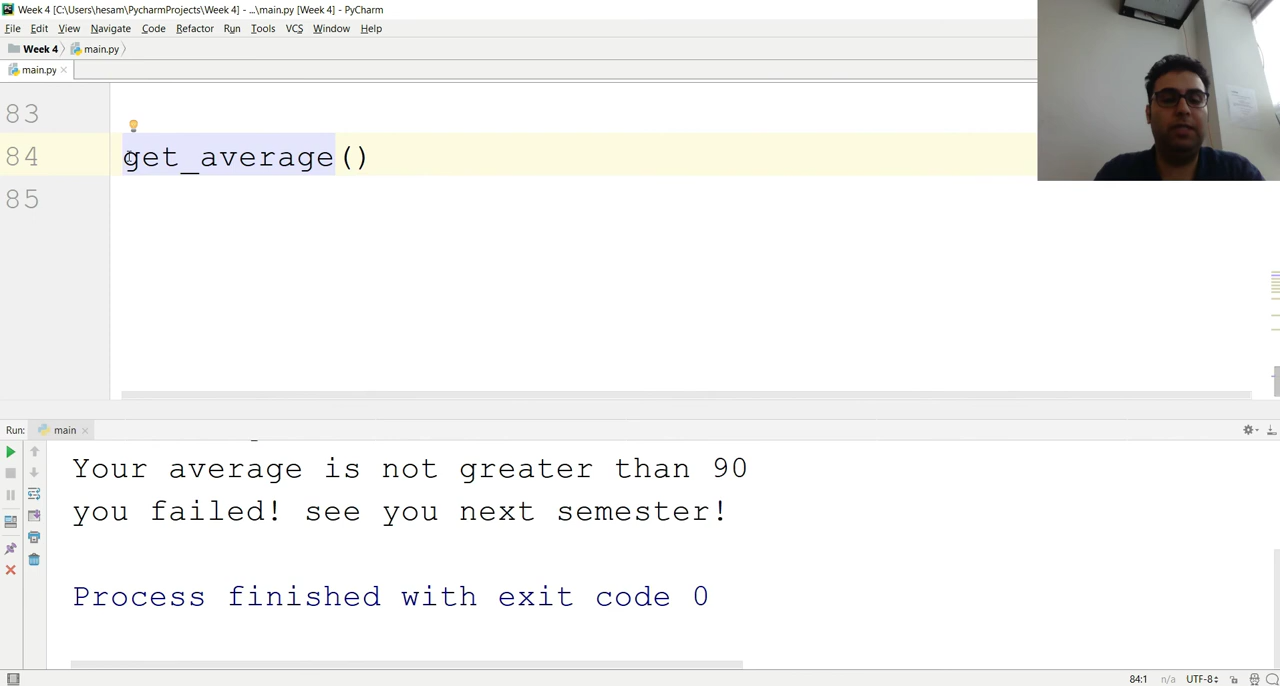 Week 4 [C:\Users\hesam\PycharmProjects\Week 4] - ...\main.py [Week 4] - PyCharm
File Edit View Navigate Code Refactor Run Tools VCS Window Help
Week 4 main.py
main.py
83
84 get_average()
85
Run: main
Your average is not greater than 90
you failed! see you next semester!
Process finished with exit code 0
84:1 n/a UTF-8